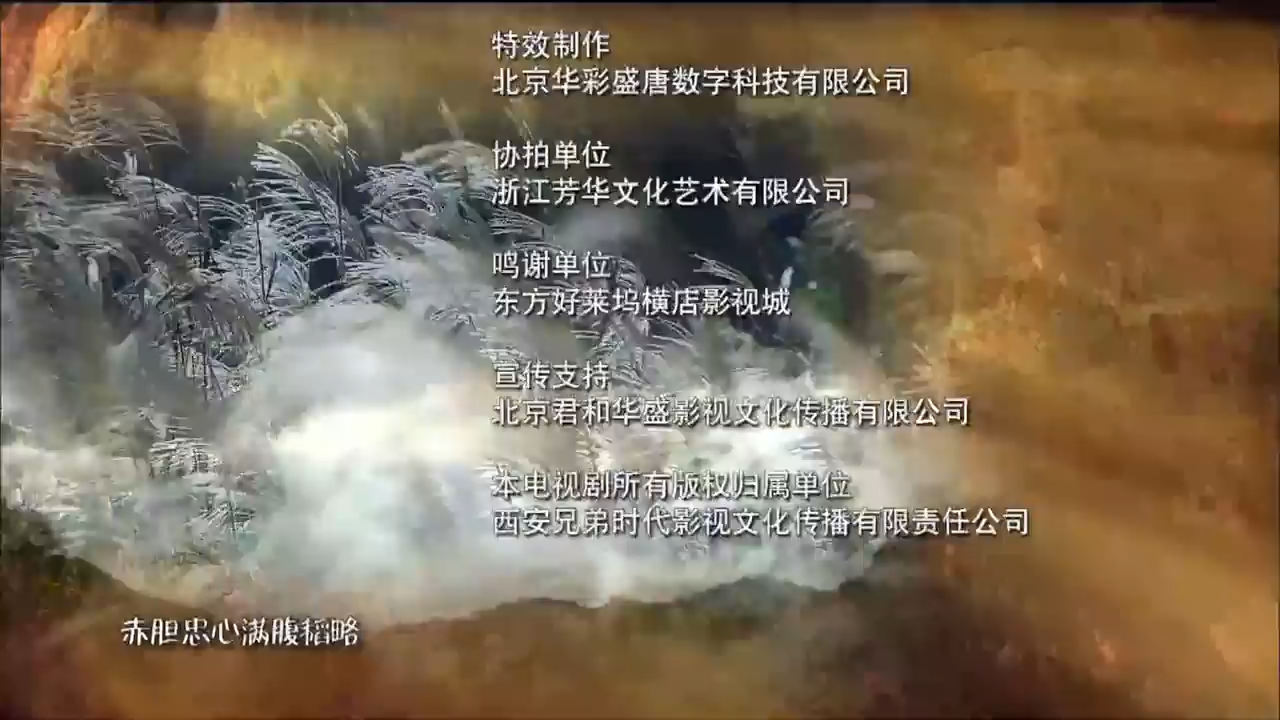 特效制作
北京华彩盛唐数字科技有限公司
协拍单位
浙江芳华文化艺术有限公司
鸣谢单位
东方好莱坞横店影视城
宣传支持
北京君和华盛影视文化传播有限公司
本电视剧所有版权归属单位
西安兄弟时代影视文化传播有限责任公司
赤胆忠心满腹稻略